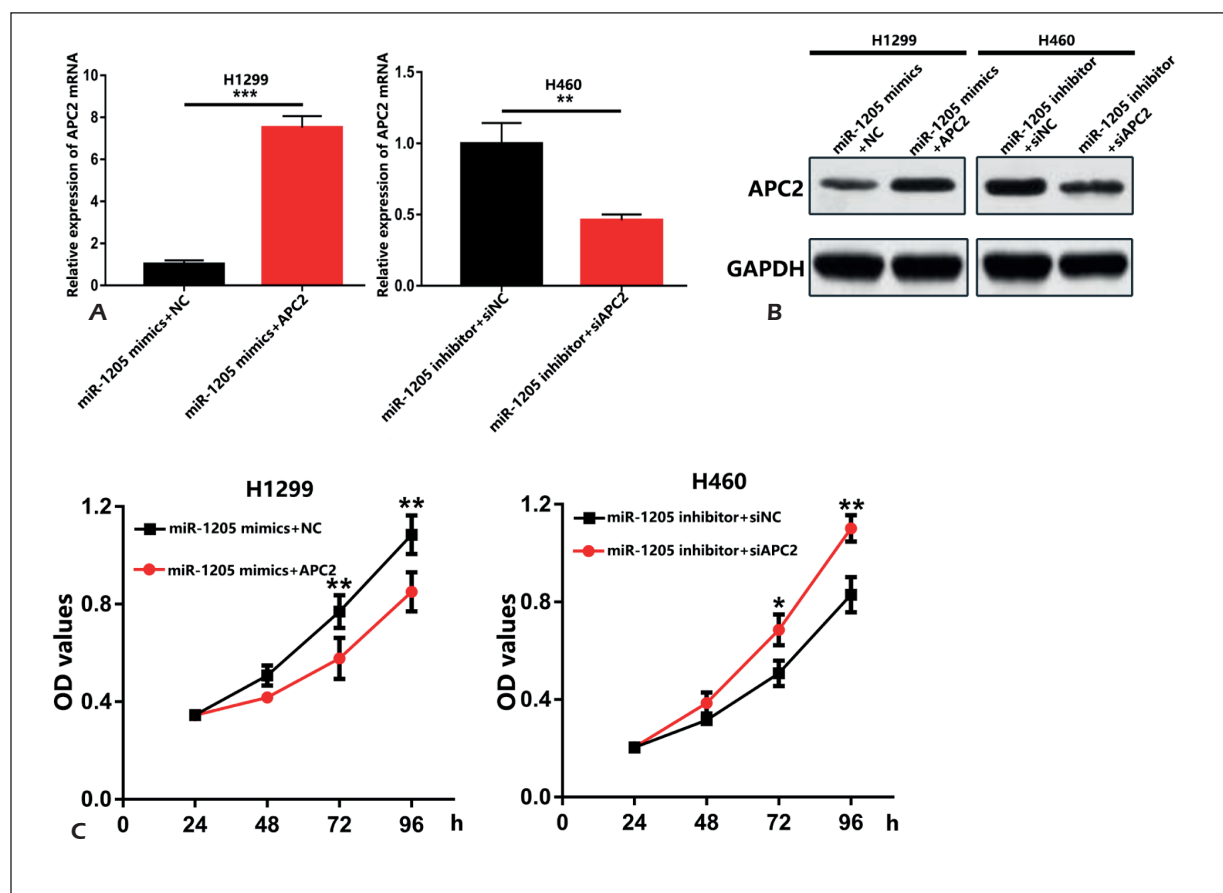 Relative expression of APC2 mRNA
10
8
6
4
2
0
H1299
***
miR-1205 mimics+NC
miR-1205 mimics+APC2
A
Relative expression of APC2 mRNA
1.5
1.0
0.5
0.0
H460
**
miR-1205 inhibitor+siNC
miR-1205 inhibitor+siAPC2
H1299
H460
miR-1205 mimics
+NC
miR-1205 mimics
+APC2
miR-1205 inhibitor
+siNC
miR-1205 inhibitor
+siAPC2
APC2
GAPDH
B
H1299
OD values
1.2
0.8
0.4
0.0
miR-1205 mimics+NC
miR-1205 mimics+APC2
**
**
0 24 48 72 96 h
C
H460
OD values
1.2
0.8
0.4
0.0
miR-1205 inhibitor+siNC
miR-1205 inhibitor+siAPC2
*
**
0 24 48 72 96 h